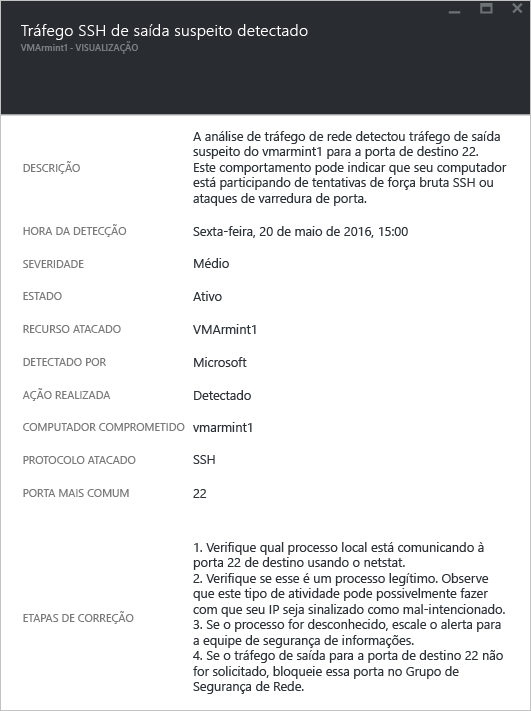 Tráfego SSH de saída suspeito detectado
VMArmint1 - VISUALIZAÇÃO
DESCRIÇÃO
A análise de tráfego de rede detectou tráfego de saída
suspeito do vmarmint1 para a porta de destino 22.
Este comportamento pode indicar que seu computador
está participando de tentativas de força bruta SSH ou
ataques de varredura de porta.
HORA DA DETECÇÃO Sexta-feira, 20 de maio de 2016, 15:00
SEVERIDADE Médio
ESTADO Ativo
RECURSO ATACADO VMArmint1
DETECTADO POR Microsoft
AÇÃO REALIZADA Detectado
COMPUTADOR COMPROMETIDO vmarmint1
PROTOCOLO ATACADO SSH
PORTA MAIS COMUM 22
ETAPAS DE CORREÇÃO
1. Verifique qual processo local está comunicando à
porta 22 de destino usando o netstat.
2. Verifique se esse é um processo legítimo. Observe
que este tipo de atividade pode possivelmente fazer
com que seu IP seja sinalizado como mal-intencionado.
3. Se o processo for desconhecido, escale o alerta para
a equipe de segurança de informações.
4. Se o tráfego de saída para a porta de destino 22 não
for solicitado, bloqueie essa porta no Grupo de
Segurança de Rede.